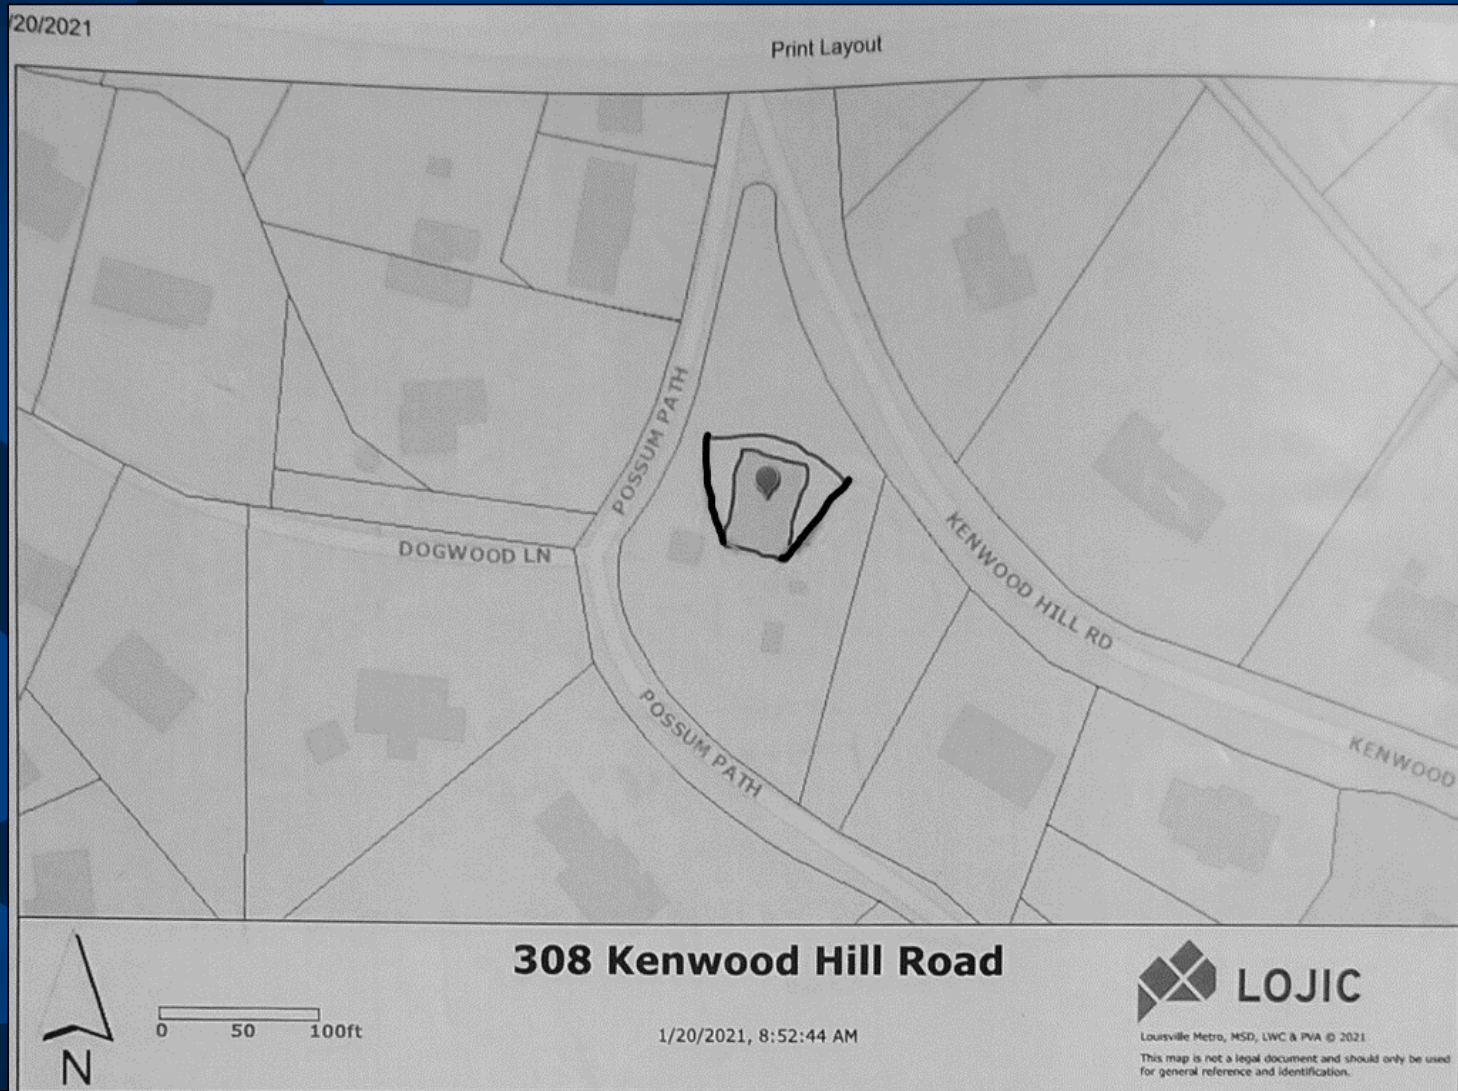 /20/2021
Print Layout
POSSUM PATH
DOGWOOD LN
KENWOOD HILL RD
POSSUM PATH
KENWOOD
308 Kenwood Hill Road
LOJIC
0 50 100ft
1/20/2021, 8:52:44 AM
Louisville Metro, MSD, LWC & PVA © 2021
This map is not a legal document and should only be used
for general reference and identification.
N